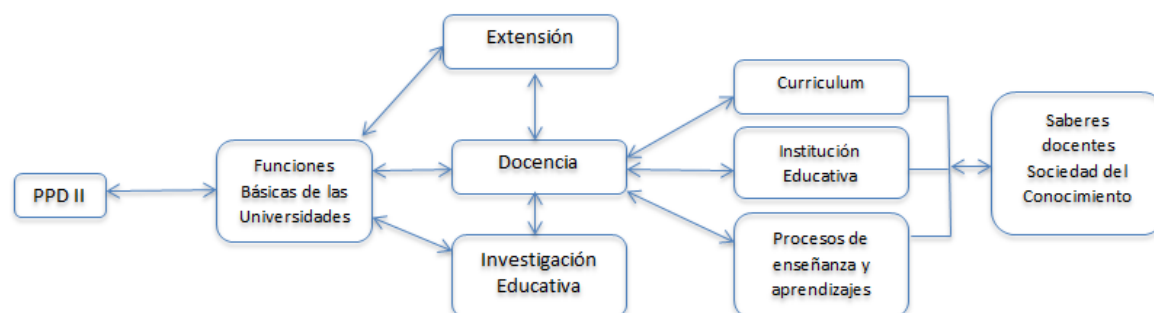 Extensión
Curriculum
Funciones
Básicas de las
Universidades
Docencia
Institución
Educativa
Saberes
docentes
Sociedad del
Conocimiento
PPD II
Investigación
Educativa
Procesos de
enseñanza y
aprendizajes